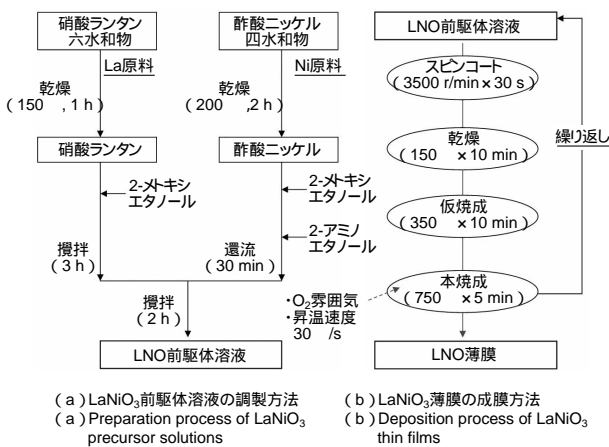 硝酸ランタン
六水和物
La原料
乾燥
(150 , 1 h)
硝酸ランタン
2-メトキシ
エタノール
攪拌
(3 h)
酢酸ニッケル
四水和物
Ni原料
乾燥
(200 ,2 h)
酢酸ニッケル
2-メトキシ
エタノール
2-アミノ
エタノール
還流
(30 min)
攪拌
(2 h)
LNO前駆体溶液
LNO前駆体溶液
スピンコート
(3500 r/min×30 s)
乾燥
(150 ×10 min)
仮焼成
(350 ×10 min)
本焼成
(750 ×5 min)
繰り返し
・O₂雰囲気
・昇温速度
30 /s
LNO薄膜
(a) LaNiO₃前駆体溶液の調製方法
(a) Preparation process of LaNiO₃
precursor solutions
(b) LaNiO₃薄膜の成膜方法
(b) Deposition process of LaNiO₃
thin films